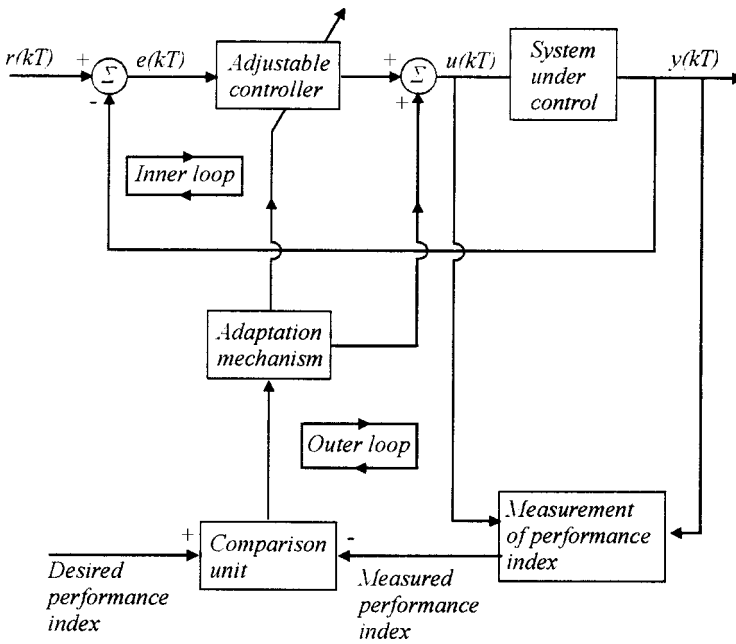 r(kT)
+
Σ
-
e(kT)
Adjustable
controller
+
Σ
+
u(kT)
System
under
control
y(kT)
Inner loop
Adaptation
mechanism
Outer loop
+
Desired
performance
index
Comparison
unit
-
Measured
performance
index
Measurement
of performance
index